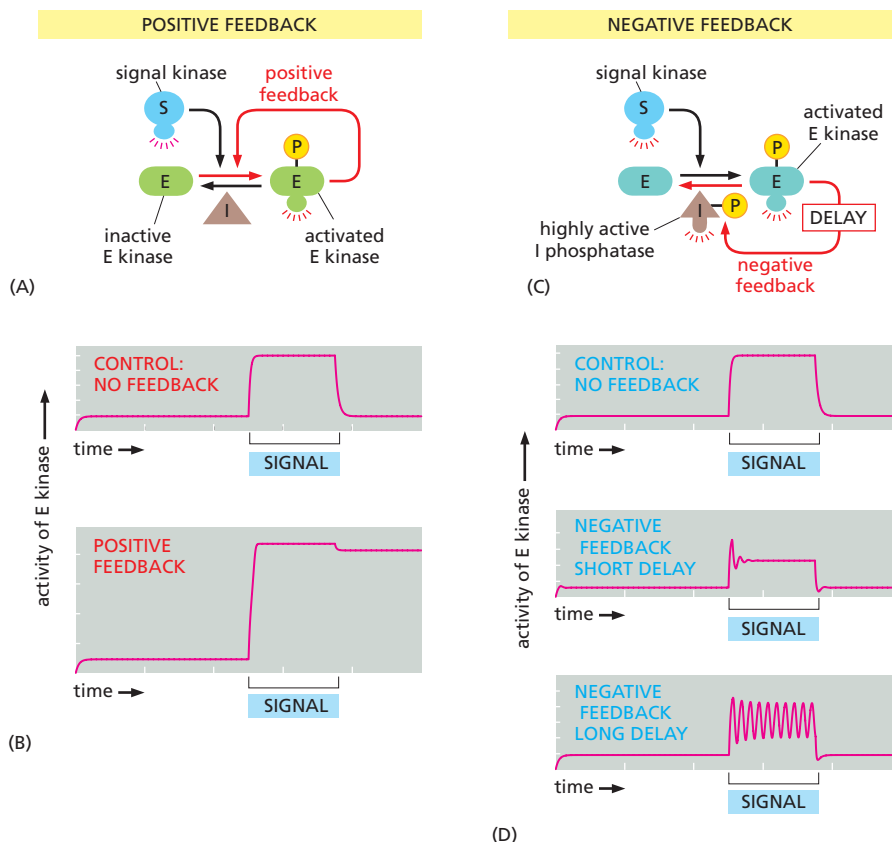 POSITIVE FEEDBACK
signal kinase
positive
feedback
S
P
E
E
I
inactive
E kinase
activated
E kinase
(A)
CONTROL:
NO FEEDBACK
time
SIGNAL
POSITIVE
FEEDBACK
time
SIGNAL
activity of E kinase
(B)
NEGATIVE FEEDBACK
signal kinase
activated
E kinase
S
P
E
E
I
P
DELAY
highly active
I phosphatase
negative
feedback
(C)
CONTROL:
NO FEEDBACK
time
SIGNAL
NEGATIVE
FEEDBACK
SHORT DELAY
time
SIGNAL
NEGATIVE
FEEDBACK
LONG DELAY
time
SIGNAL
activity of E kinase
(D)